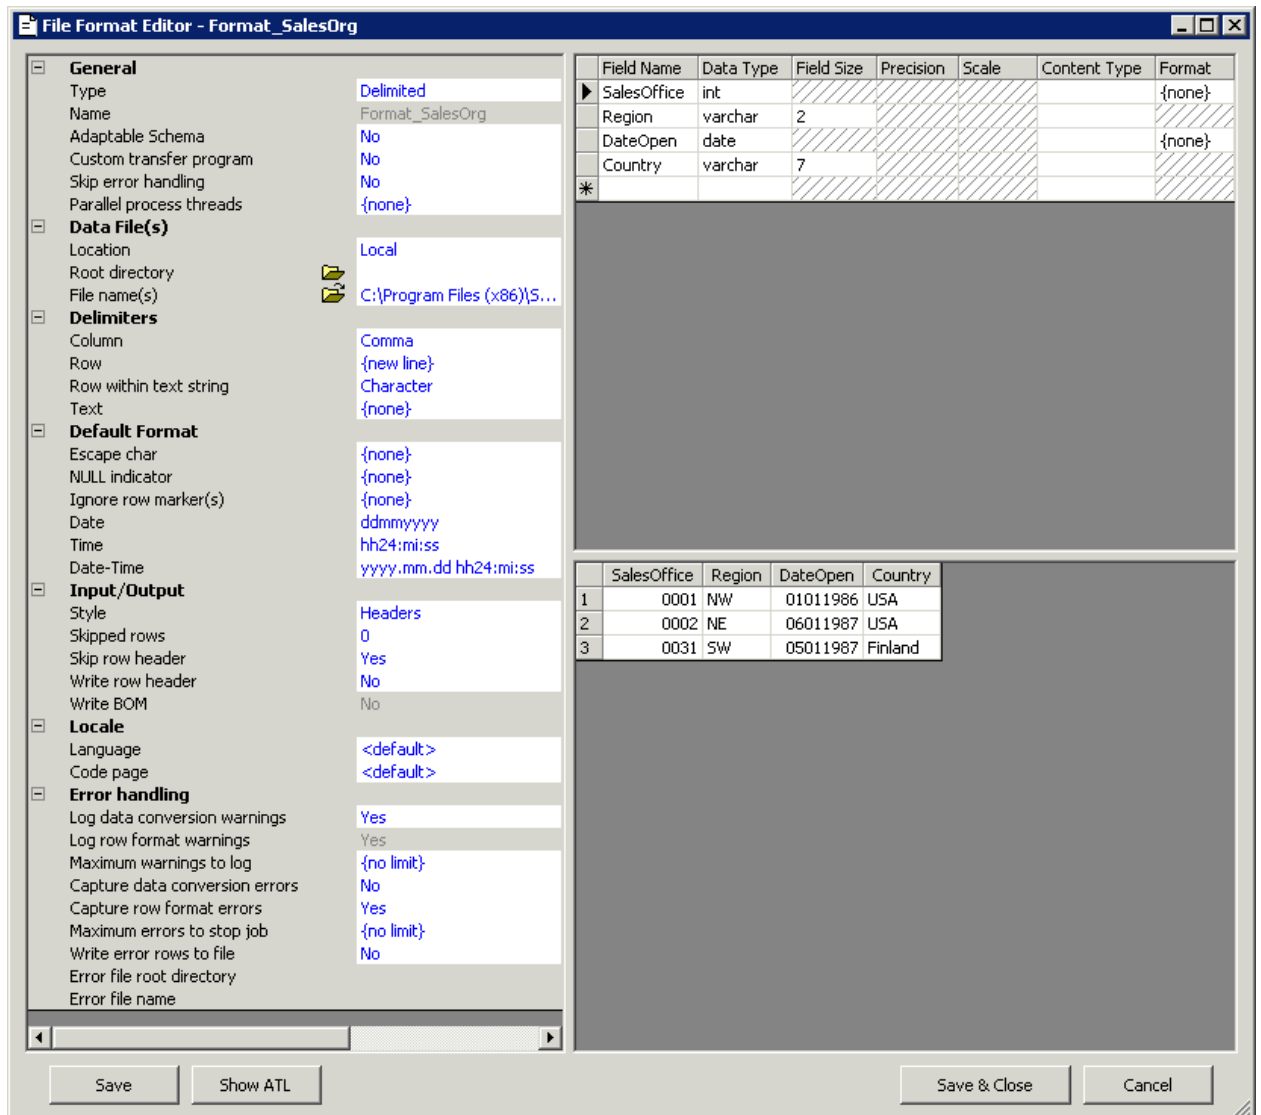 File Format Editor - Format_SalesOrg
General
Type Delimited
Name Format_SalesOrg
Adaptable Schema No
Custom transfer program No
Skip error handling No
Parallel process threads {none}
Data File(s)
Location Local
Root directory
File name(s) C:\Program Files (x86)\S...
Delimiters
Column Comma
Row {new line}
Row within text string Character
Text {none}
Default Format
Escape char {none}
NULL indicator {none}
Ignore row marker(s) {none}
Date ddmmyyyy
Time hh24:mi:ss
Date-Time yyyy.mm.dd hh24:mi:ss
Input/Output
Style Headers
Skipped rows 0
Skip row header Yes
Write row header No
Write BOM No
Locale
Language <default>
Code page <default>
Error handling
Log data conversion warnings Yes
Log row format warnings Yes
Maximum warnings to log {no limit}
Capture data conversion errors No
Capture row format errors Yes
Maximum errors to stop job {no limit}
Write error rows to file No
Error file root directory
Error file name
Field Name Data Type Field Size Precision Scale Content Type Format
SalesOffice int {none}
Region varchar 2
DateOpen date {none}
Country varchar 7
SalesOffice Region DateOpen Country
1 0001 NW 01011986 USA
2 0002 NE 06011987 USA
3 0031 SW 05011987 Finland
Save Show ATL Save & Close Cancel